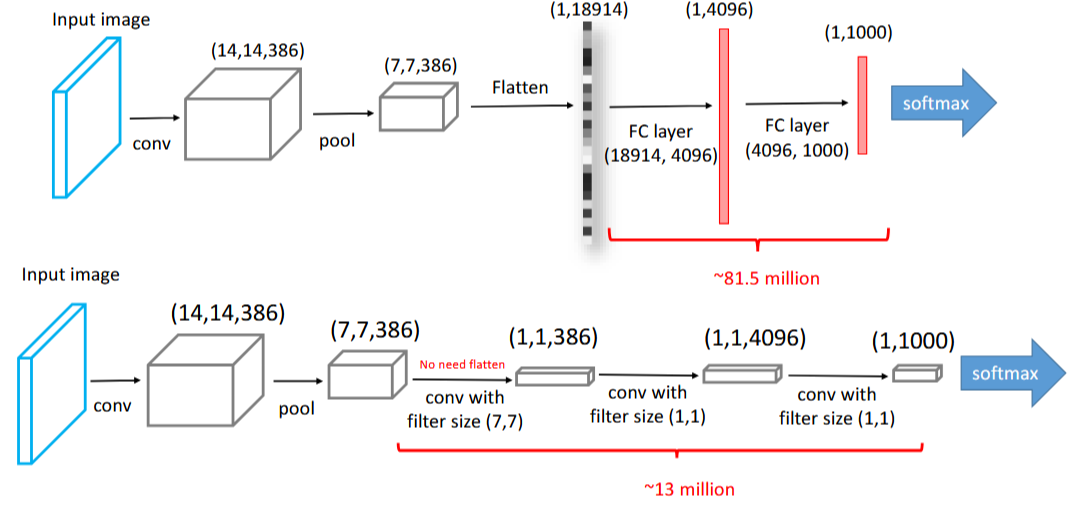 Input image
(14,14,386)
(7,7,386)
(1,18914)
(1,4096)
(1,1000)
conv
pool
Flatten
FC layer
(18914, 4096)
FC layer
(4096, 1000)
softmax
~81.5 million
Input image
(14,14,386)
(7,7,386)
(1,1,386)
(1,1,4096)
(1,1000)
conv
pool
No need flatten
conv with
filter size (7,7)
conv with
filter size (1,1)
conv with
filter size (1,1)
softmax
~13 million